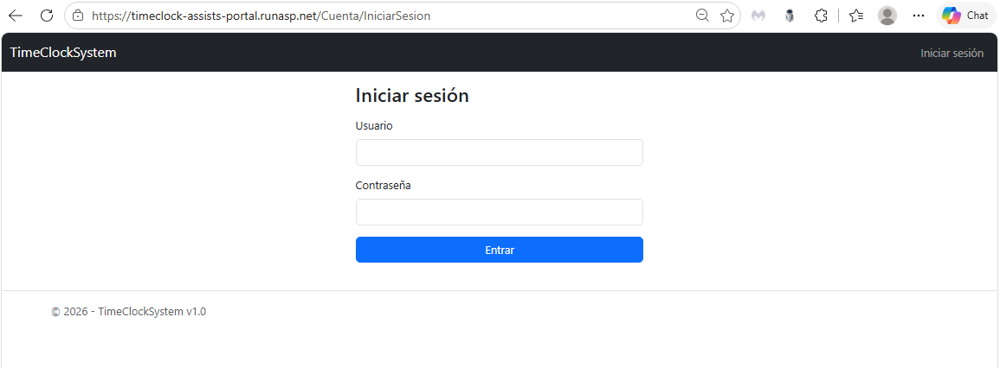 https://timeclock-assists-portal.runasp.net/Cuenta/IniciarSesion
Chat
TimeClockSystem
Iniciar sesión
Iniciar sesión
Usuario
Contraseña
Entrar
© 2026 - TimeClockSystem v1.0